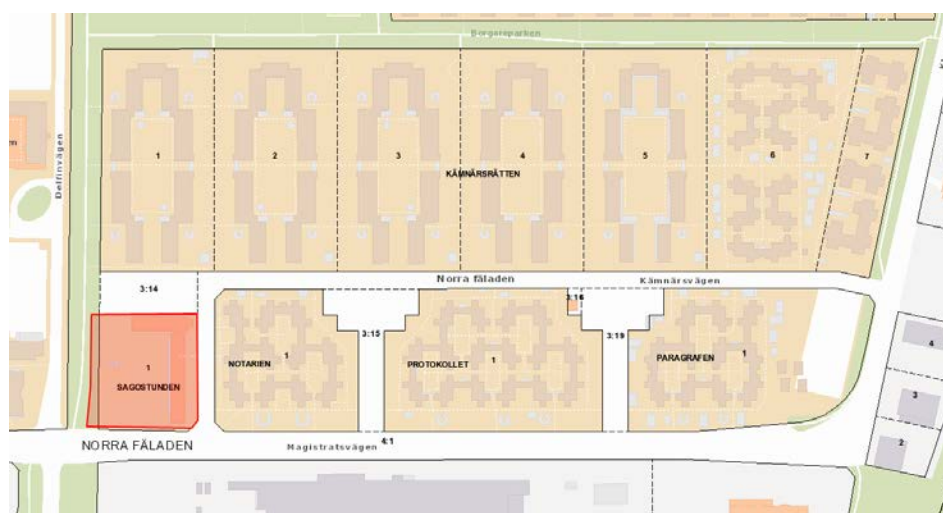 Borgarsparken
Delfinvägen
1
2
3
4
5
6
7
KÄMNÄRSRÄTTEN
Norra fäladen
Kämnärsvägen
3:14
3:16
3:15
3:19
4
1
SAGOSTUNDEN
NOTARIEN
1
PROTOKOLLET
1
PARAGRAFEN
1
3
2
NORRA FÄLADEN
Magistratsvägen
4:1